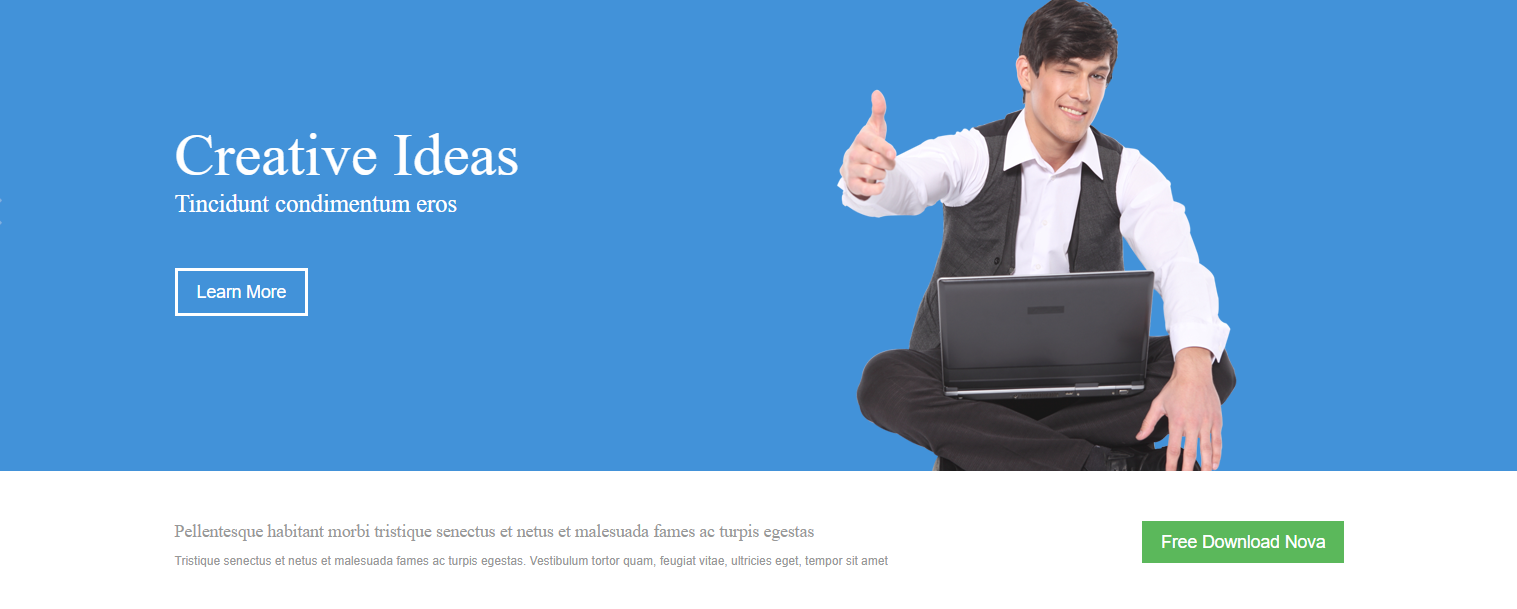 Creative Ideas
Tincidunt condimentum eros
Learn More
Pellentesque habitant morbi tristique senectus et netus et malesuada fames ac turpis egestas
Tristique senectus et netus et malesuada fames ac turpis egestas. Vestibulum tortor quam, feugiat vitae, ultricies eget, tempor sit amet
Free Download Nova